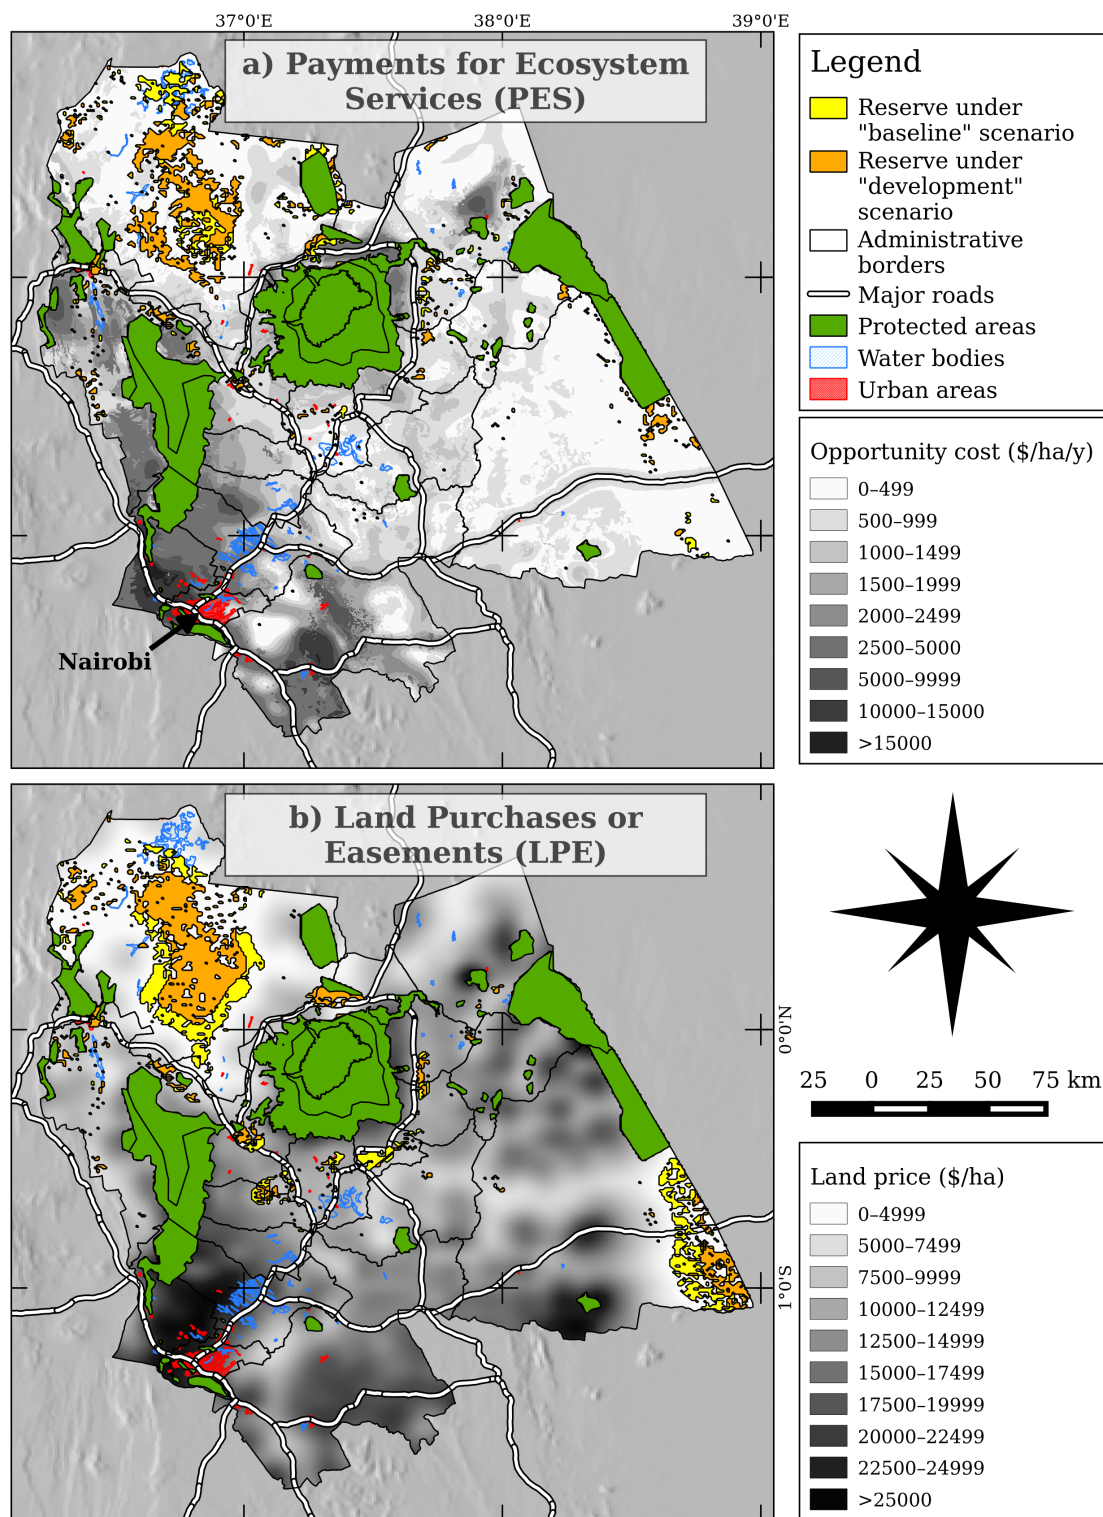 37°0'E
38°0'E
39°0'E
a) Payments for Ecosystem
Services (PES)
Nairobi
Legend
Reserve under
"baseline" scenario
Reserve under
"development"
scenario
Administrative
borders
Major roads
Protected areas
Water bodies
Urban areas
Opportunity cost ($/ha/y)
0–499
500–999
1000–1499
1500–1999
2000–2499
2500–5000
5000–9999
10000–15000
>15000
b) Land Purchases or
Easements (LPE)
0°0'N
1°0'S
25 0 25 50 75 km
Land price ($/ha)
0–4999
5000–7499
7500–9999
10000–12499
12500–14999
15000–17499
17500–19999
20000–22499
22500–24999
>25000